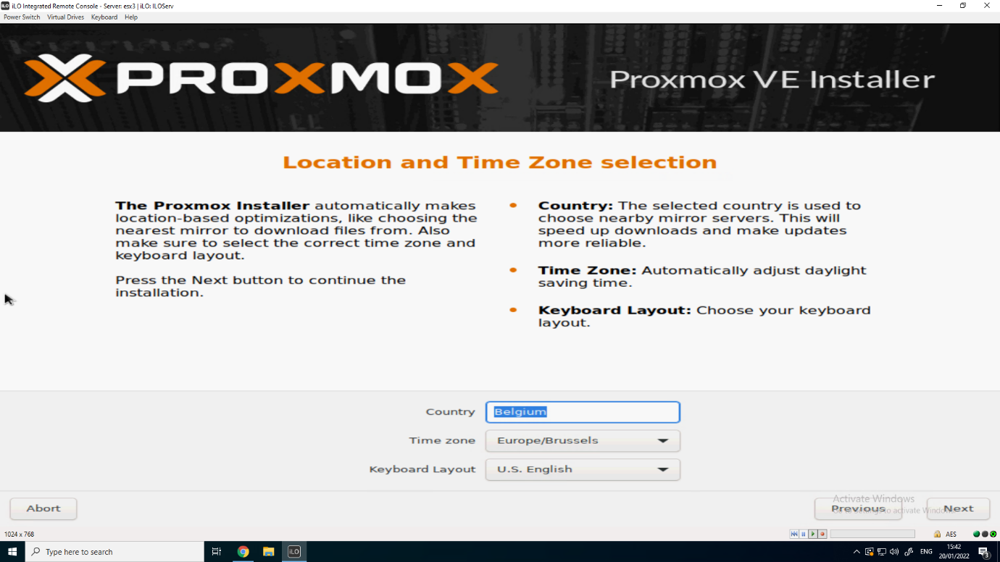 iLO Integrated Remote Console - Server: esx3 | iLO: ILOServ
Power Switch Virtual Drives Keyboard Help
PROXMOX
Proxmox VE Installer
Location and Time Zone selection
The Proxmox Installer automatically makes
location-based optimizations, like choosing the
nearest mirror to download files from. Also
make sure to select the correct time zone and
keyboard layout.
Press the Next button to continue the
installation.
Country: The selected country is used to
choose nearby mirror servers. This will
speed up downloads and make updates
more reliable.
Time Zone: Automatically adjust daylight
saving time.
Keyboard Layout: Choose your keyboard
layout.
Country Belgium
Time zone Europe/Brussels
Keyboard Layout U.S. English
Activate Windows
Go to Settings to activate Windows.
Abort Previous Next
1024 x 768 AES
Type here to search iLO ENG 15:42
20/01/2022 3